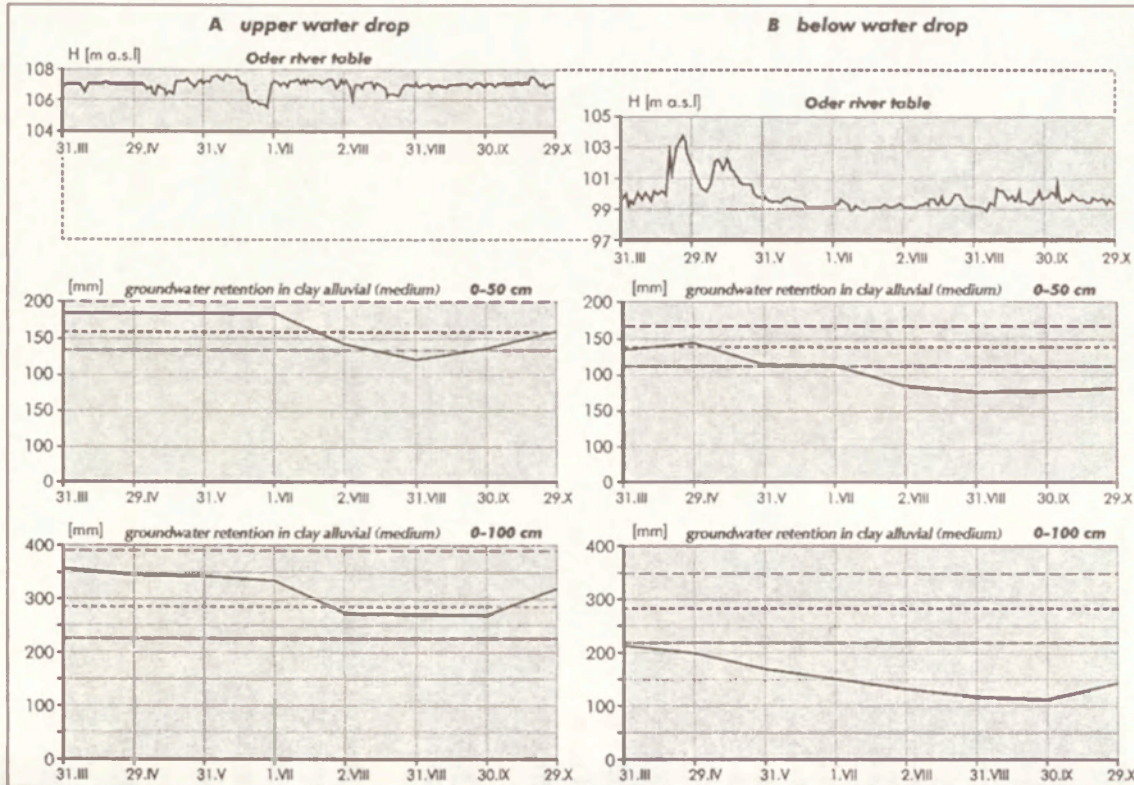 A upper water drop
H [m a.s.l] Oder river table
108
106
104
31.III 29.IV 31.V 1.VII 2.VIII 31.VIII 30.IX 29.X
[mm] groundwater retention in clay alluvial (medium) 0–50 cm
200
150
100
150
100
0
31.III 29.IV 31.V 1.VII 2.VIII 31.VIII 30.IX 29.X
[mm] groundwater retention in clay alluvial (medium) 0–100 cm
400
300
200
300
100
0
31.III 29.IV 31.V 1.VII 2.VIII 31.VIII 30.IX 29.X
B below water drop
H [m a.s.l] Oder river table
105
103
101
99
97
31.III 29.IV 31.V 1.VII 2.VIII 31.VIII 30.IX 29.X
[mm] groundwater retention in clay alluvial (medium) 0–50 cm
200
150
100
150
100
0
31.III 29.IV 31.V 1.VII 2.VIII 31.VIII 30.IX 29.X
[mm] groundwater retention in clay alluvial (medium) 0–100 cm
400
300
200
300
100
0
31.III 29.IV 31.V 1.VII 2.VIII 31.VIII 30.IX 29.X